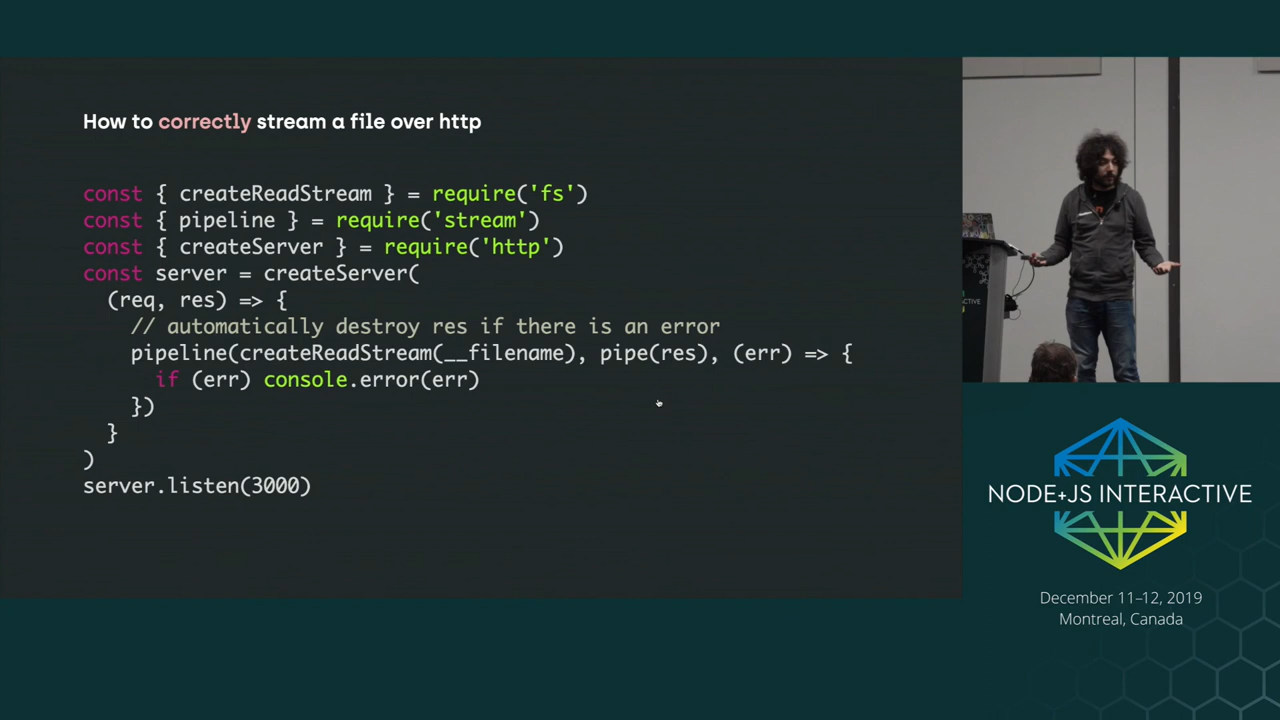 How to correctly stream a file over http
const { createReadStream } = require('fs')
const { pipeline } = require('stream')
const { createServer } = require('http')
const server = createServer(
  (req, res) => {
    // automatically destroy res if there is an error
    pipeline(createReadStream(__filename), pipe(res), (err) => {
      if (err) console.error(err)
    })
  }
)
server.listen(3000)
INTERACTIVE
NODE+JS INTERACTIVE
December 11–12, 2019
Montreal, Canada